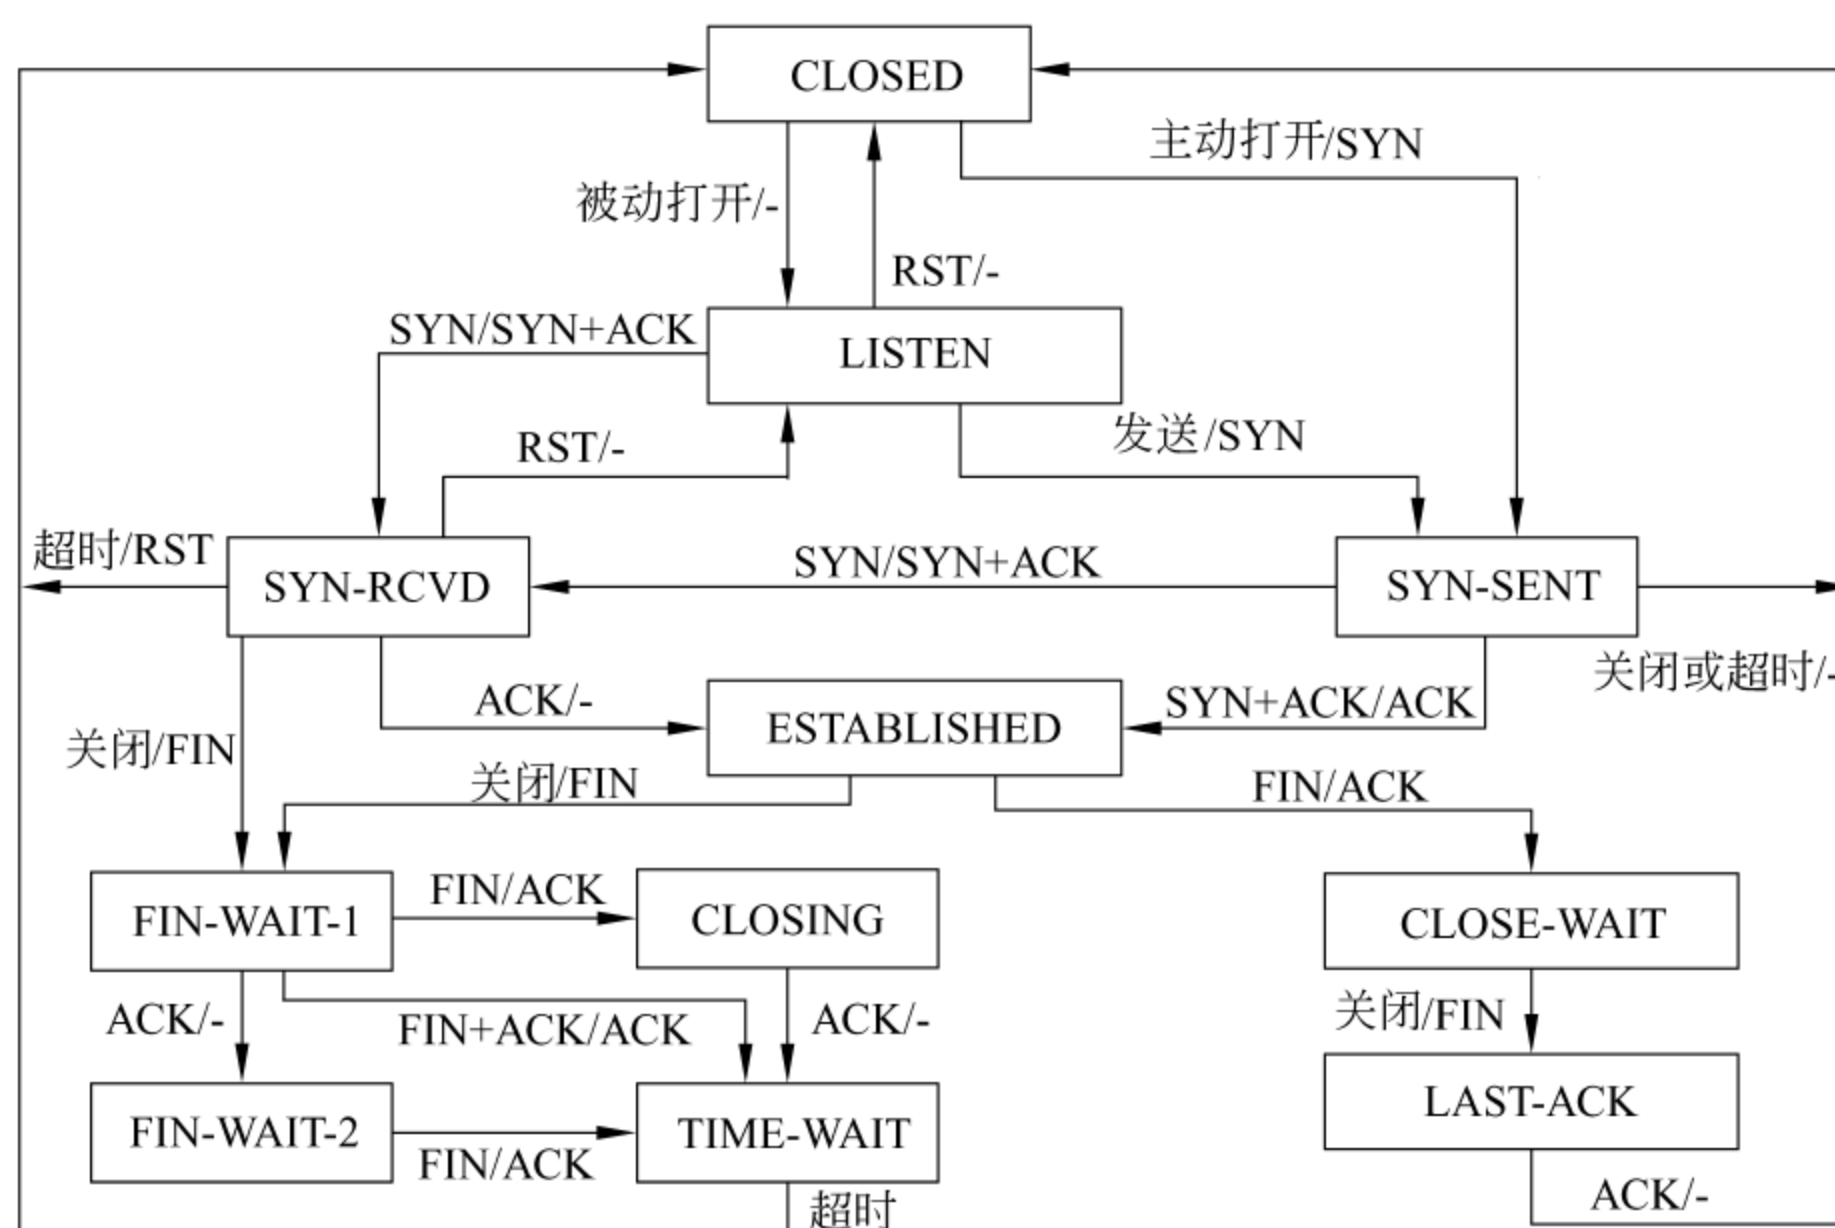 CLOSED
主动打开/SYN
被动打开/-
RST/-
SYN/SYN+ACK
LISTEN
RST/-
发送/SYN
超时/RST
SYN-RCVD
SYN/SYN+ACK
SYN-SENT
关闭或超时/-
ACK/-
ESTABLISHED
SYN+ACK/ACK
关闭/FIN
关闭/FIN
FIN/ACK
FIN-WAIT-1
FIN/ACK
CLOSING
CLOSE-WAIT
ACK/-
FIN+ACK/ACK
ACK/-
关闭/FIN
FIN-WAIT-2
FIN/ACK
TIME-WAIT
LAST-ACK
超时
ACK/-